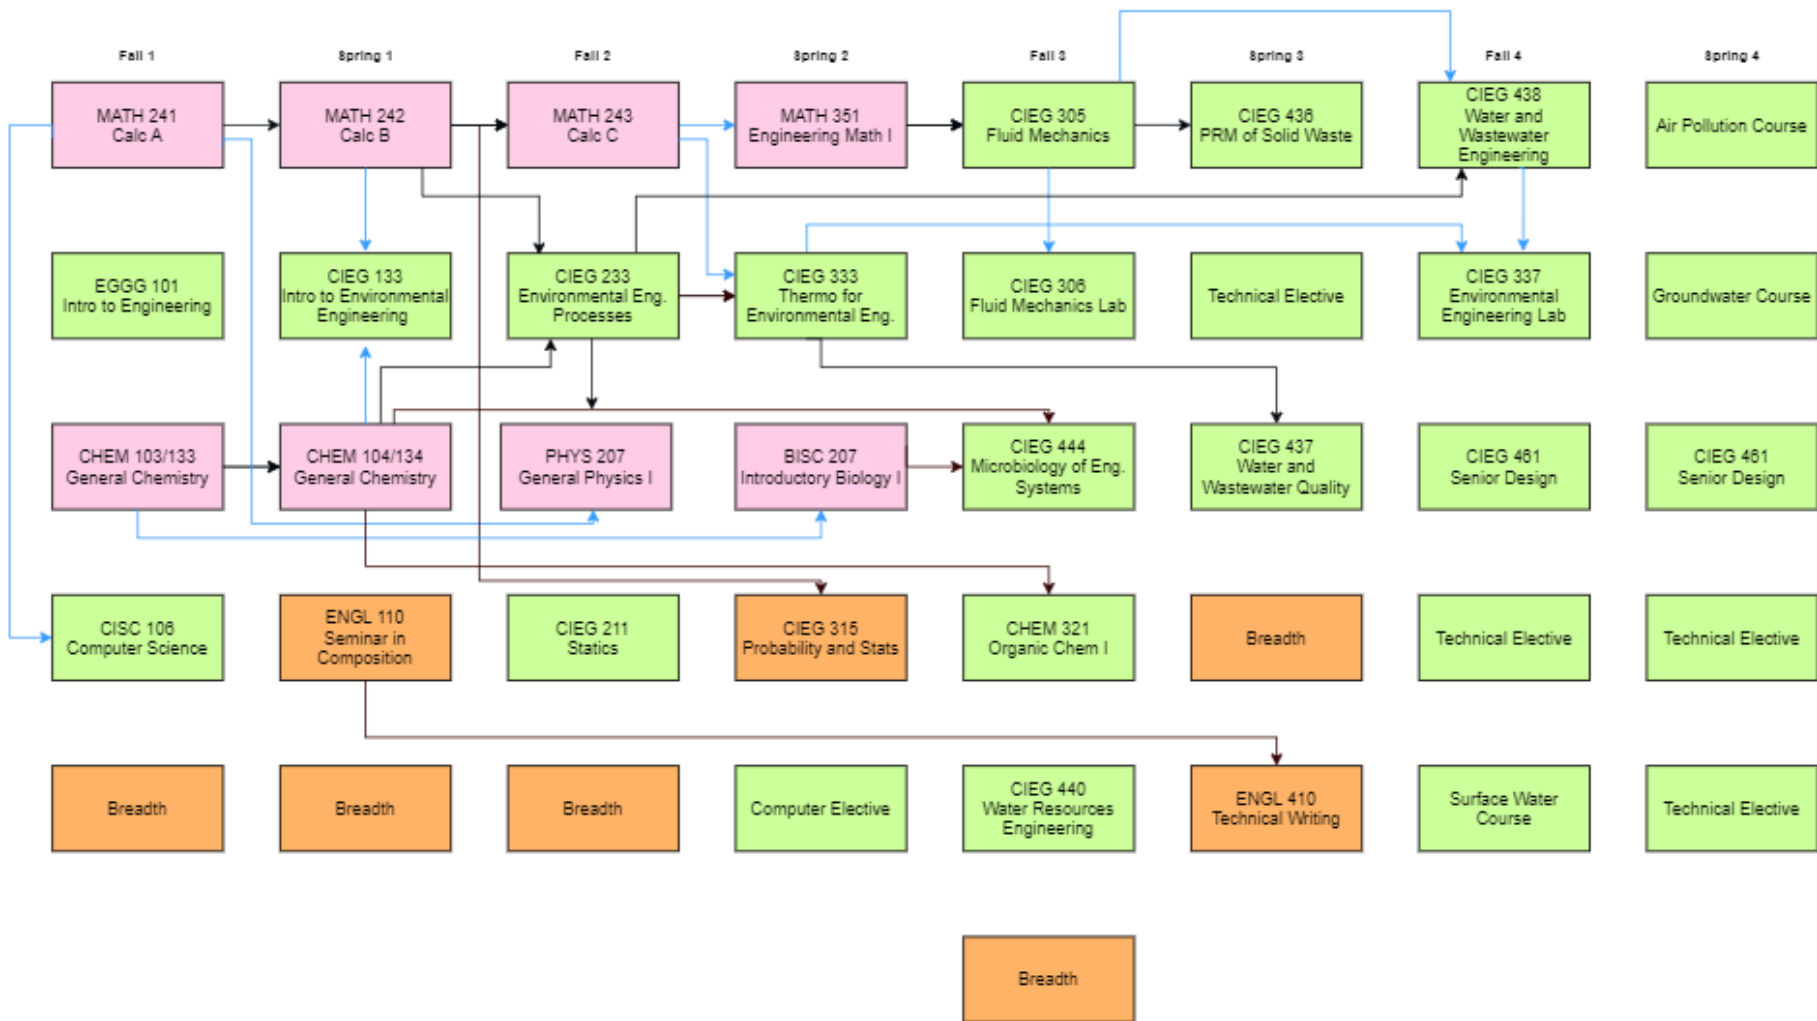 Fall 1
Spring 1
Fall 2
Spring 2
Fall 3
Spring 3
Fall 4
Spring 4
MATH 241
Calc A
MATH 242
Calc B
MATH 243
Calc C
MATH 351
Engineering Math I
CIEG 305
Fluid Mechanics
CIEG 436
PRM of Solid Waste
CIEG 438
Water and
Wastewater
Engineering
Air Pollution Course
EGGG 101
Intro to Engineering
CIEG 133
Intro to Environmental
Engineering
CIEG 233
Environmental Eng.
Processes
CIEG 333
Thermo for
Environmental Eng.
CIEG 306
Fluid Mechanics Lab
Technical Elective
CIEG 337
Environmental
Engineering Lab
Groundwater Course
CHEM 103/133
General Chemistry
CHEM 104/134
General Chemistry
PHYS 207
General Physics I
BISC 207
Introductory Biology I
CIEG 444
Microbiology of Eng.
Systems
CIEG 437
Water and
Wastewater Quality
CIEG 461
Senior Design
CIEG 461
Senior Design
CISC 106
Computer Science
ENGL 110
Seminar in
Composition
CIEG 211
Statics
CIEG 315
Probability and Stats
CHEM 321
Organic Chem I
Breadth
Technical Elective
Technical Elective
Breadth
Breadth
Breadth
Computer Elective
CIEG 440
Water Resources
Engineering
ENGL 410
Technical Writing
Surface Water
Course
Technical Elective
Breadth